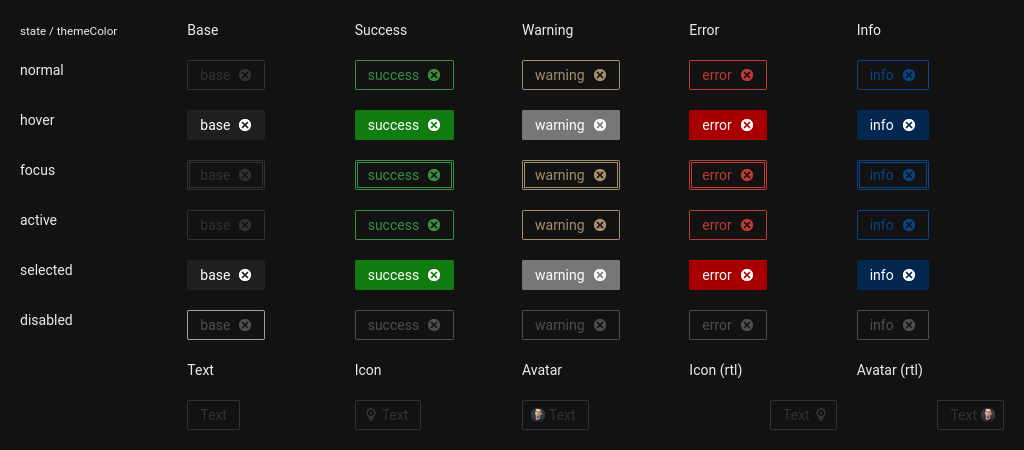 state / themeColor Base Success Warning Error Info
normal base success warning error info
hover base success warning error info
focus base success warning error info
active base success warning error info
selected base success warning error info
disabled base success warning error info
Text Icon Avatar Icon (rtl) Avatar (rtl)
Text Text Text Text Text